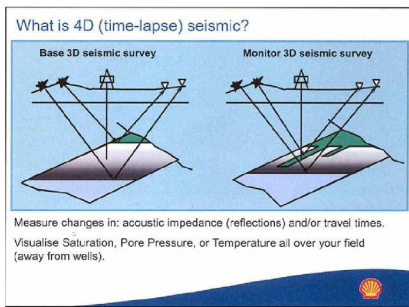 What is 4D (time-lapse) seismic?
Base 3D seismic survey
Monitor 3D seismic survey
Measure changes in: acoustic impedance (reflections) and/or travel times.
Visualise Saturation, Pore Pressure, or Temperature all over your field
(away from wells).